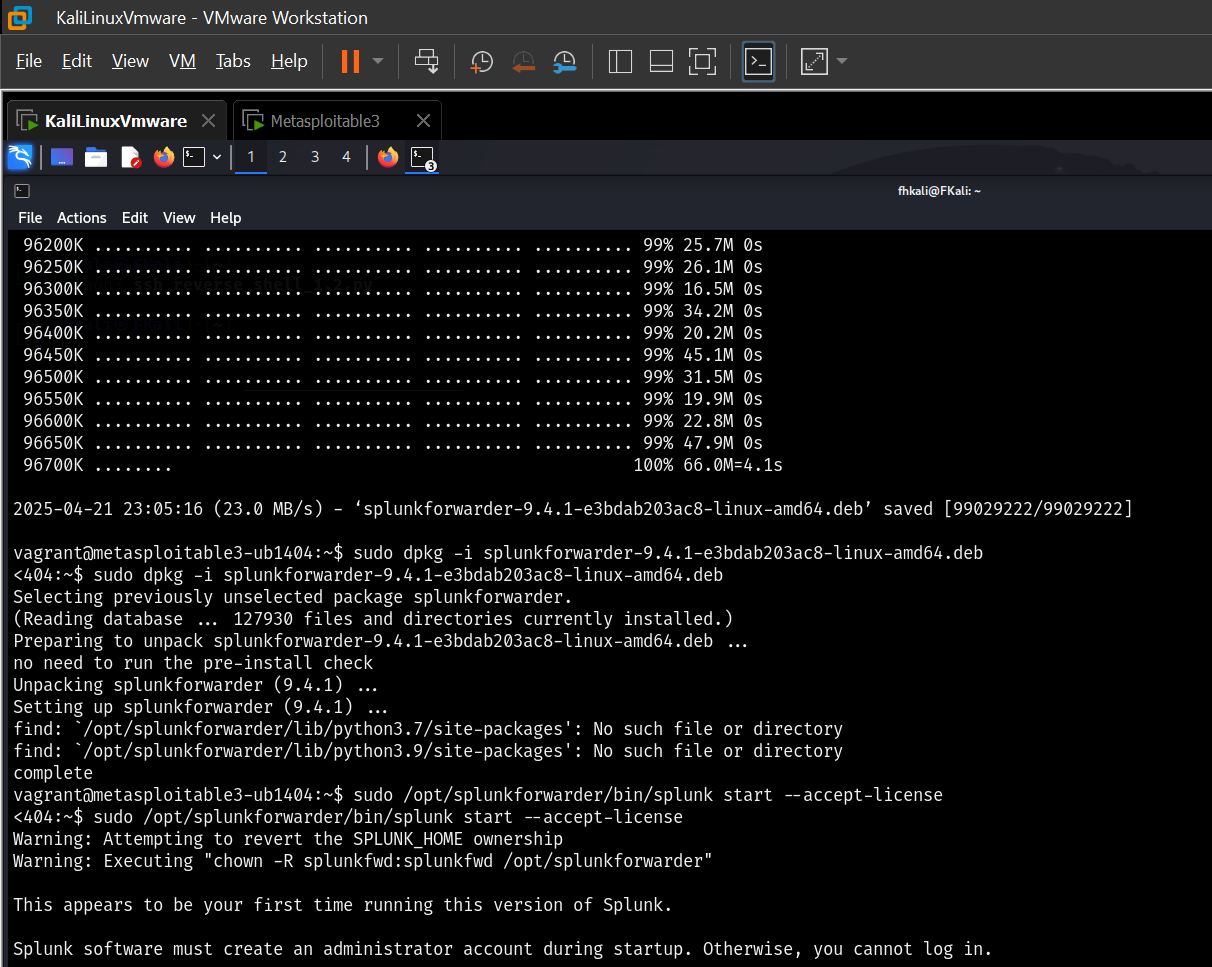 KaliLinuxVmware - VMware Workstation
File Edit View VM Tabs Help
KaliLinuxVmware Metasploitable3
1 2 3 4 3
fhkali@FKali: ~
File Actions Edit View Help
96200K .......... .......... .......... .......... .......... 99% 25.7M 0s
96250K .......... .......... .......... .......... .......... 99% 26.1M 0s
ssh_reverse_shell_1.2.py
96300K .......... .......... .......... .......... .......... 99% 16.5M 0s
96350K .......... .......... .......... .......... .......... 99% 34.2M 0s
96400K .......... .......... .......... .......... .......... 99% 20.2M 0s
96450K .......... .......... .......... .......... .......... 99% 45.1M 0s
96500K .......... .......... .......... .......... .......... 99% 31.5M 0s
96550K .......... .......... .......... .......... .......... 99% 19.9M 0s
96600K .......... .......... .......... .......... .......... 99% 22.8M 0s
96650K .......... .......... .......... .......... .......... 99% 47.9M 0s
96700K ........ 100% 66.0M=4.1s
2025-04-21 23:05:16 (23.0 MB/s) - ‘splunkforwarder-9.4.1-e3bdab203ac8-linux-amd64.deb’ saved [99029222/99029222]
vagrant@metasploitable3-ub1404:~$ sudo dpkg -i splunkforwarder-9.4.1-e3bdab203ac8-linux-amd64.deb
<404:~$ sudo dpkg -i splunkforwarder-9.4.1-e3bdab203ac8-linux-amd64.deb
Selecting previously unselected package splunkforwarder.
(Reading database ... 127930 files and directories currently installed.)
Preparing to unpack splunkforwarder-9.4.1-e3bdab203ac8-linux-amd64.deb ...
no need to run the pre-install check
Unpacking splunkforwarder (9.4.1) ...
Setting up splunkforwarder (9.4.1) ...
find: `/opt/splunkforwarder/lib/python3.7/site-packages': No such file or directory
find: `/opt/splunkforwarder/lib/python3.9/site-packages': No such file or directory
complete
vagrant@metasploitable3-ub1404:~$ sudo /opt/splunkforwarder/bin/splunk start --accept-license
<404:~$ sudo /opt/splunkforwarder/bin/splunk start --accept-license
Warning: Attempting to revert the SPLUNK_HOME ownership
Warning: Executing "chown -R splunkfwd:splunkfwd /opt/splunkforwarder"
This appears to be your first time running this version of Splunk.
Splunk software must create an administrator account during startup. Otherwise, you cannot log in.